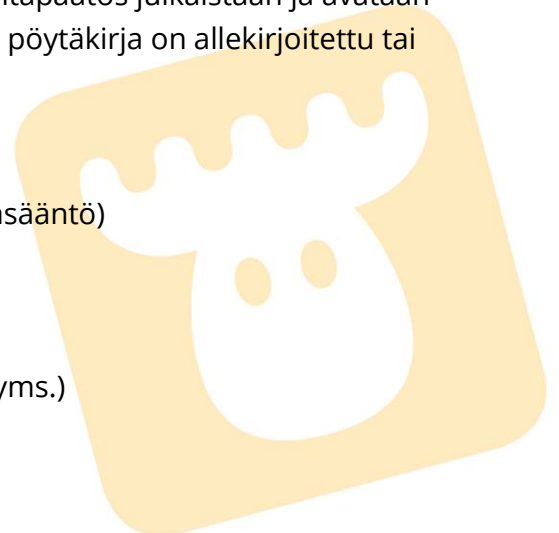 julkaistaan ja avataan
pöytäkirja on allekirjoitettu tai
sääntö)
yms.)